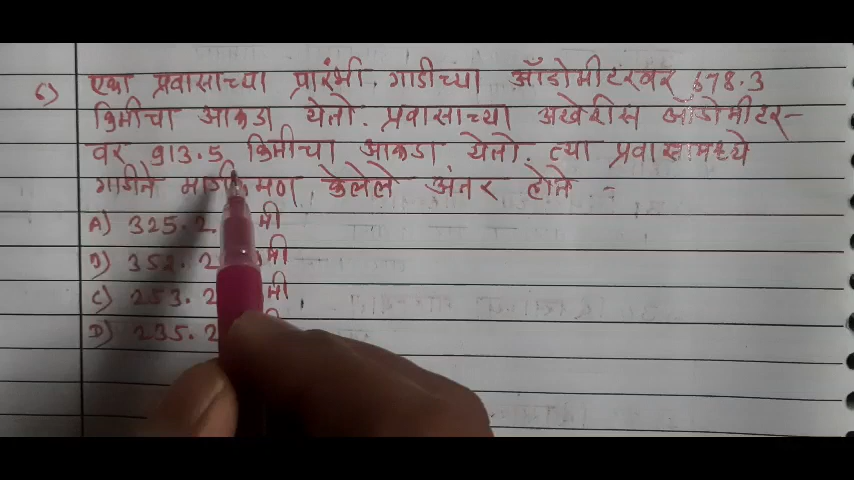 6) एका प्रवासाच्या प्रारंभी गाडीच्या ऑडोमीटरवर 678.3
किमीचा आकडा येतो. प्रवासाच्या अखेरीस ऑडोमीटर-
वर 913.5 किमीचा आकडा येतो. त्या प्रवासामध्ये
गाडीने केलेले अंतर होते -
A) 325.2 मी
B) 352.2 मी
C) 253.2 मी
D) 235.2